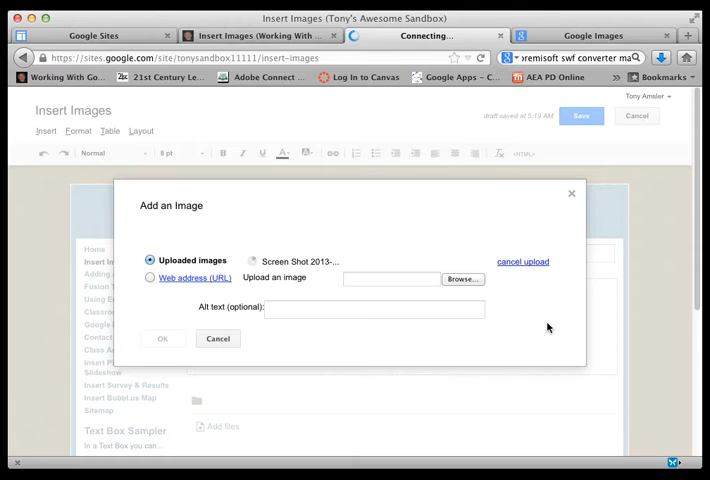 Insert Images (Tony's Awesome Sandbox)
Google Sites
Insert Images (Working With ...
Connecting...
Google Images
https://sites.google.com/site/tonysandbox11111/insert-images
premisoft swf converter ma
Working With Go...
21st Century Le...
Adobe Connect ...
Log In to Canvas
Google Apps - C...
AEA PD Online
Bookmarks
Tony Amsler
Insert Images
draft saved at 5:19 AM
Save
Cancel
Insert Format Table Layout
Normal
8 pt
B I U A
<HTML>
Add an Image
Uploaded images
Screen Shot 2013-...
cancel upload
Web address (URL)
Upload an image
Browse...
Alt text (optional):
OK
Cancel
Home
Insert Im
Adding
Fusion T
Using E
Classroo
Google
Contact
Class A
Insert P
Slideshow
Insert Survey & Results
Insert Bubbl.us Map
Sitemap
Add files
Text Box Sampler
In a Text Box you can...